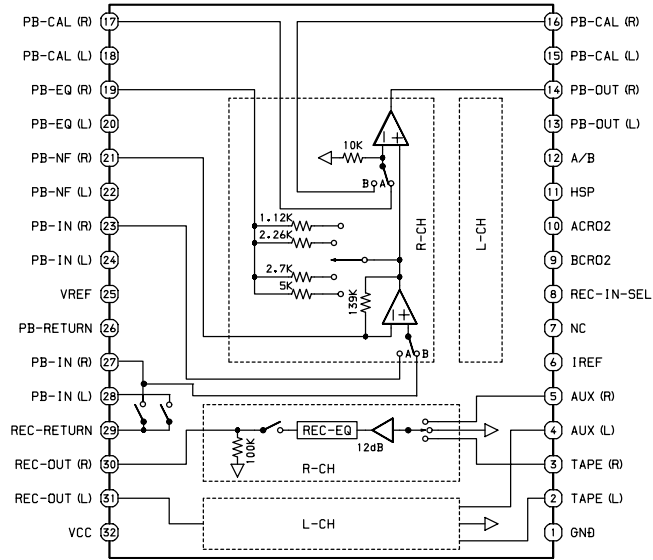 PB-CAL (R) 17
PB-CAL (L) 18
PB-EQ (R) 19
PB-EQ (L) 20
PB-NF (R) 21
PB-NF (L) 22
PB-IN (R) 23
PB-IN (L) 24
VREF 25
PB-RETURN 26
PB-IN (R) 27
PB-IN (L) 28
REC-RETURN 29
REC-OUT (R) 30
REC-OUT (L) 31
VCC 32
16 PB-CAL (R)
15 PB-CAL (L)
14 PB-OUT (R)
13 PB-OUT (L)
12 A/B
11 HSP
10 ACRO2
9 BCRO2
8 REC-IN-SEL
7 NC
6 IREF
5 AUX (R)
4 AUX (L)
3 TAPE (R)
2 TAPE (L)
1 GND
- +
10K
B A
1.12K
2.26K
2.7K
5K
139K
- +
A B
R-CH
L-CH
100K
REC-EQ
12dB
R-CH
L-CH